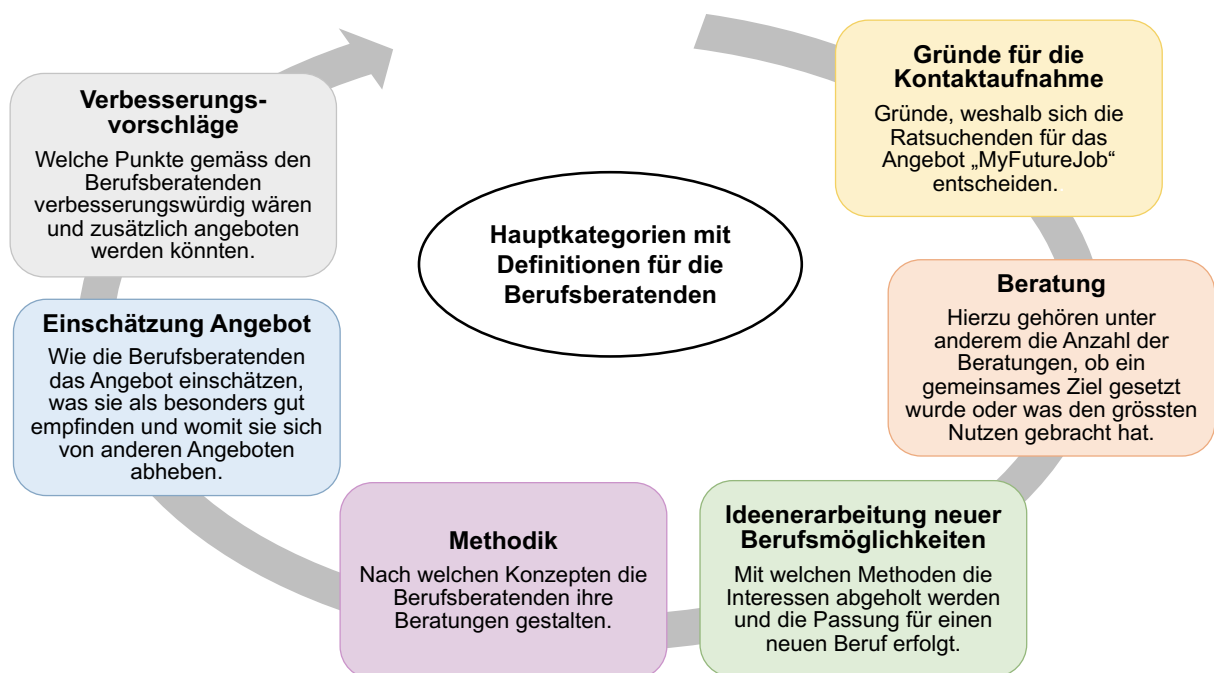 Hauptkategorien mit
Definitionen für die
Berufsberatenden
Gründe für die
Kontaktaufnahme
Gründe, weshalb sich die
Ratsuchenden für das
Angebot „MyFutureJob“
entscheiden.
Beratung
Hierzu gehören unter
anderem die Anzahl der
Beratungen, ob ein
gemeinsames Ziel gesetzt
wurde oder was den grössten
Nutzen gebracht hat.
Ideenerarbeitung neuer
Berufsmöglichkeiten
Mit welchen Methoden die
Interessen abgeholt werden
und die Passung für einen
neuen Beruf erfolgt.
Methodik
Nach welchen Konzepten die
Berufsberatenden ihre
Beratungen gestalten.
Einschätzung Angebot
Wie die Berufsberatenden
das Angebot einschätzen,
was sie als besonders gut
empfinden und womit sie sich
von anderen Angeboten
abheben.
Verbesserungs-
vorschläge
Welche Punkte gemäss den
Berufsberatenden
verbesserungswürdig wären
und zusätzlich angeboten
werden könnten.